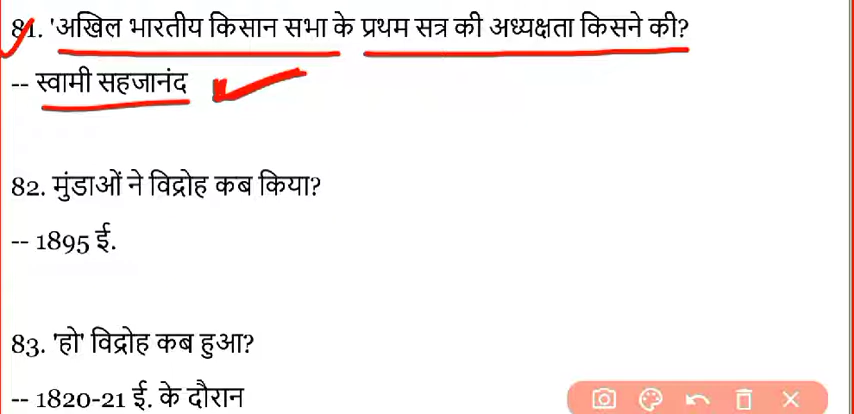 81. 'अखिल भारतीय किसान सभा के प्रथम सत्र की अध्यक्षता किसने की?
-- स्वामी सहजानंद
82. मुंडाओं ने विद्रोह कब किया?
-- 1895 ई.
83. 'हो' विद्रोह कब हुआ?
-- 1820-21 ई. के दौरान